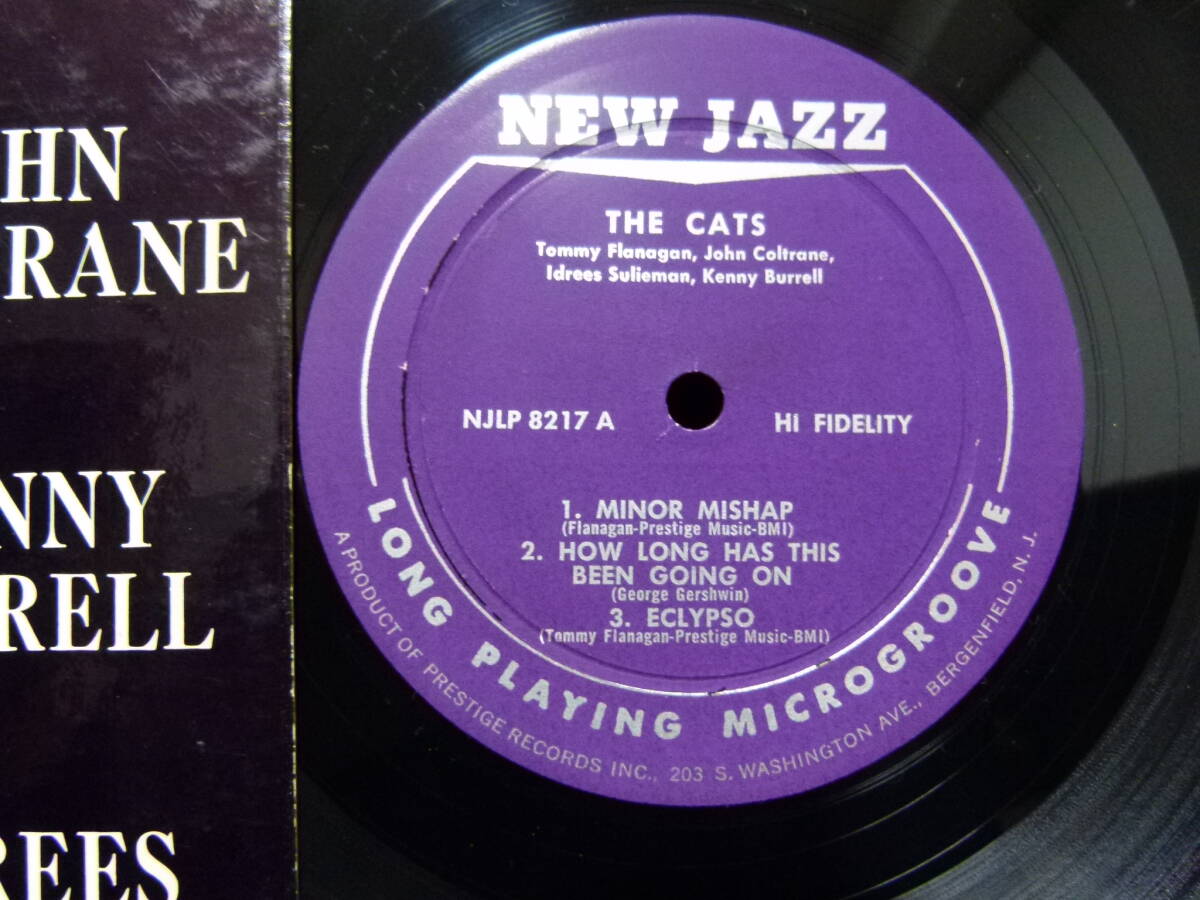 HN
RANE
NNY
RRELL
REES
NEW JAZZ
THE CATS
Tommy Flanagan, John Coltrane,
Idrees Sulieman, Kenny Burrell
NJLP 8217 A
Hi FIDELITY
1. MINOR MISHAP
(Flanagan-Prestige Music-BMI)
2. HOW LONG HAS THIS
BEEN GOING ON
(George Gershwin)
3. ECLYPSO
(Tommy Flanagan-Prestige Music-BMI)
LONG PLAYING MICROGROOVE
A PRODUCT OF PRESTIGE RECORDS INC., 203 S. WASHINGTON AVE., BERGENFIELD, N. J.